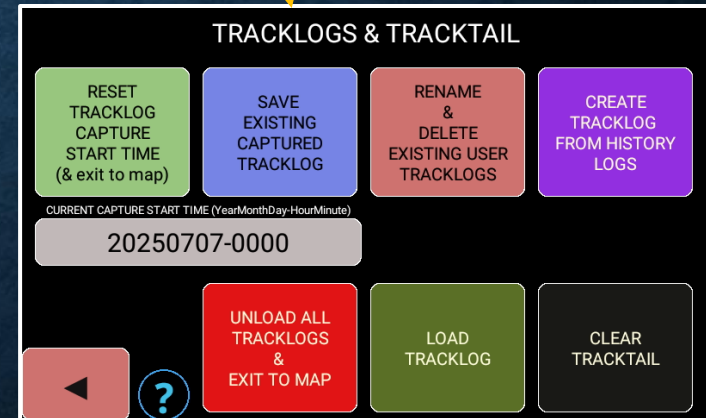 TRACKLOGS & TRACKTAIL
RESET
TRACKLOG
CAPTURE
START TIME
(& exit to map)
SAVE
EXISTING
CAPTURED
TRACKLOG
RENAME
&
DELETE
EXISTING USER
TRACKLOGS
CREATE
TRACKLOG
FROM HISTORY
LOGS
CURRENT CAPTURE START TIME (YearMonthDay-HourMinute)
20250707-0000
UNLOAD ALL
TRACKLOGS
&
EXIT TO MAP
LOAD
TRACKLOG
CLEAR
TRACKTAIL
?